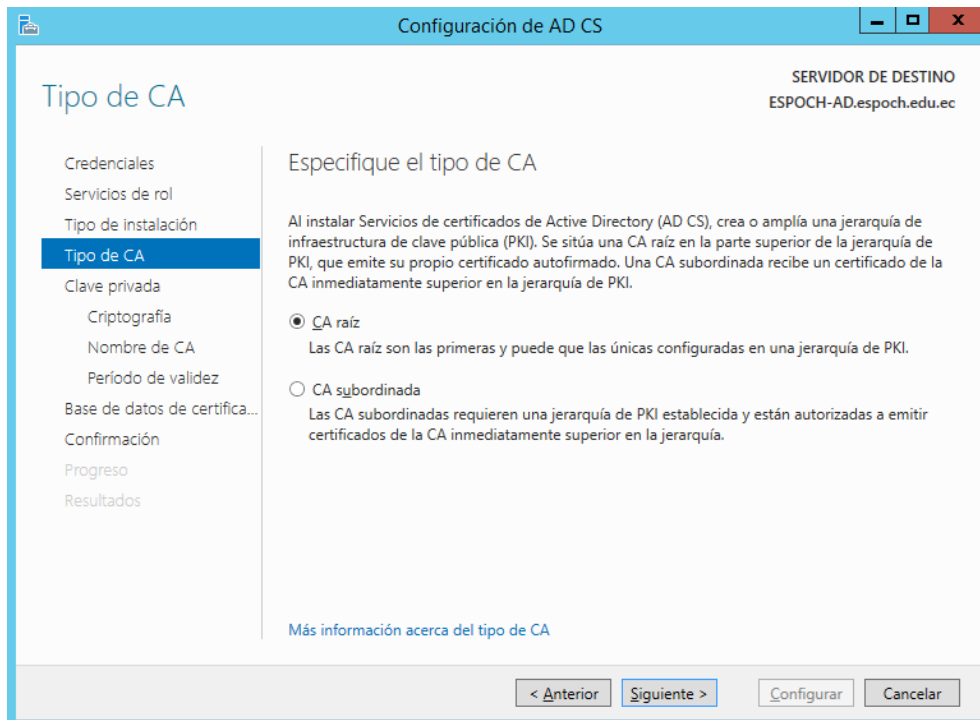 Configuración de AD CS
Tipo de CA
SERVIDOR DE DESTINO
ESPOCH-AD.espoch.edu.ec
Credenciales
Servicios de rol
Tipo de instalación
Tipo de CA
Clave privada
Criptografía
Nombre de CA
Período de validez
Base de datos de certifica...
Confirmación
Progreso
Resultados
Especifique el tipo de CA
Al instalar Servicios de certificados de Active Directory (AD CS), crea o amplía una jerarquía de
infraestructura de clave pública (PKI). Se sitúa una CA raíz en la parte superior de la jerarquía de
PKI, que emite su propio certificado autofirmado. Una CA subordinada recibe un certificado de la
CA inmediatamente superior en la jerarquía de PKI.
CA raíz
Las CA raíz son las primeras y puede que las únicas configuradas en una jerarquía de PKI.
CA subordinada
Las CA subordinadas requieren una jerarquía de PKI establecida y están autorizadas a emitir
certificados de la CA inmediatamente superior en la jerarquía.
Más información acerca del tipo de CA
< Anterior
Siguiente >
Configurar
Cancelar